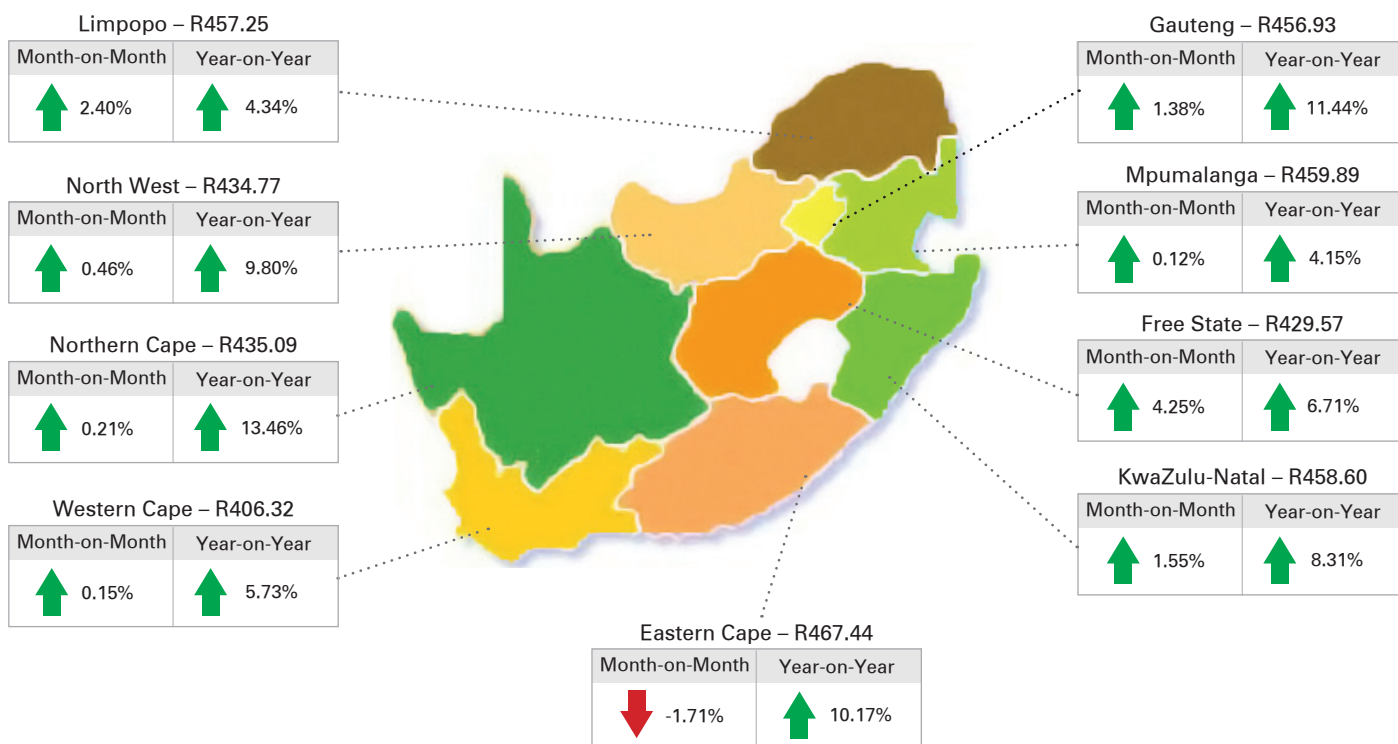 Limpopo – R457.25
Month-on-Month Year-on-Year
2.40% 4.34%
North West – R434.77
Month-on-Month Year-on-Year
0.46% 9.80%
Northern Cape – R435.09
Month-on-Month Year-on-Year
0.21% 13.46%
Western Cape – R406.32
Month-on-Month Year-on-Year
0.15% 5.73%
Eastern Cape – R467.44
Month-on-Month Year-on-Year
-1.71% 10.17%
Gauteng – R456.93
Month-on-Month Year-on-Year
1.38% 11.44%
Mpumalanga – R459.89
Month-on-Month Year-on-Year
0.12% 4.15%
Free State – R429.57
Month-on-Month Year-on-Year
4.25% 6.71%
KwaZulu-Natal – R458.60
Month-on-Month Year-on-Year
1.55% 8.31%